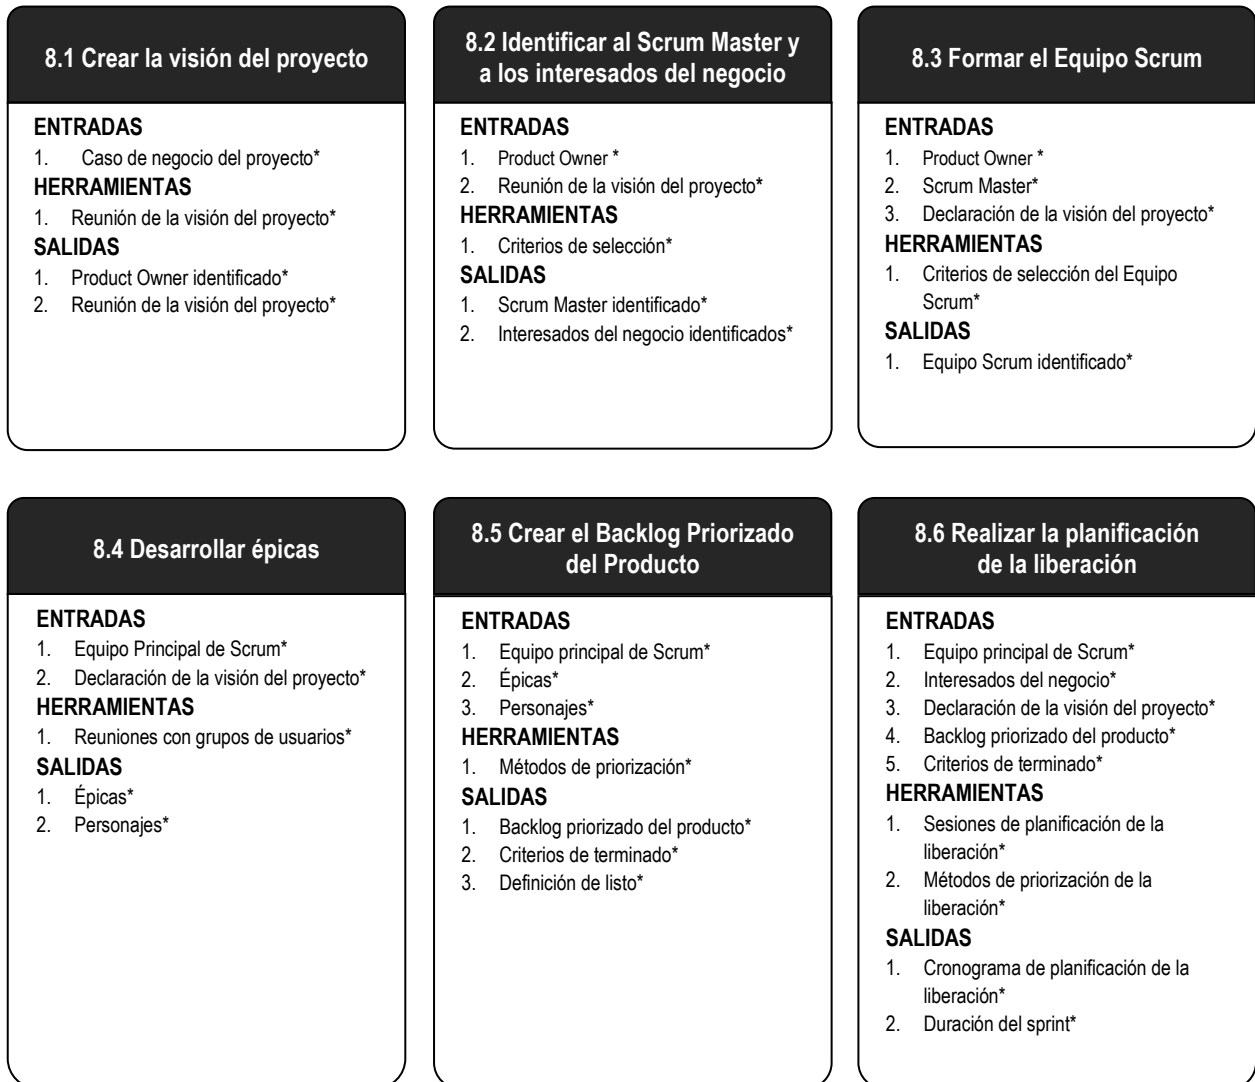 8.1 Crear la visión del proyecto
ENTRADAS
1. Caso de negocio del proyecto*
HERRAMIENTAS
1. Reunión de la visión del proyecto*
SALIDAS
1. Product Owner identificado*
2. Reunión de la visión del proyecto*
8.2 Identificar al Scrum Master y
a los interesados del negocio
ENTRADAS
1. Product Owner *
2. Reunión de la visión del proyecto*
HERRAMIENTAS
1. Criterios de selección*
SALIDAS
1. Scrum Master identificado*
2. Interesados del negocio identificados*
8.3 Formar el Equipo Scrum
ENTRADAS
1. Product Owner *
2. Scrum Master*
3. Declaración de la visión del proyecto*
HERRAMIENTAS
1. Criterios de selección del Equipo
Scrum*
SALIDAS
1. Equipo Scrum identificado*
8.4 Desarrollar épicas
ENTRADAS
1. Equipo Principal de Scrum*
2. Declaración de la visión del proyecto*
HERRAMIENTAS
1. Reuniones con grupos de usuarios*
SALIDAS
1. Épicas*
2. Personajes*
8.5 Crear el Backlog Priorizado
del Producto
ENTRADAS
1. Equipo principal de Scrum*
2. Épicas*
3. Personajes*
HERRAMIENTAS
1. Métodos de priorización*
SALIDAS
1. Backlog priorizado del producto*
2. Criterios de terminado*
3. Definición de listo*
8.6 Realizar la planificación
de la liberación
ENTRADAS
1. Equipo principal de Scrum*
2. Interesados del negocio*
3. Declaración de la visión del proyecto*
4. Backlog priorizado del producto*
5. Criterios de terminado*
HERRAMIENTAS
1. Sesiones de planificación de la
liberación*
2. Métodos de priorización de la
liberación*
SALIDAS
1. Cronograma de planificación de la
liberación*
2. Duración del sprint*